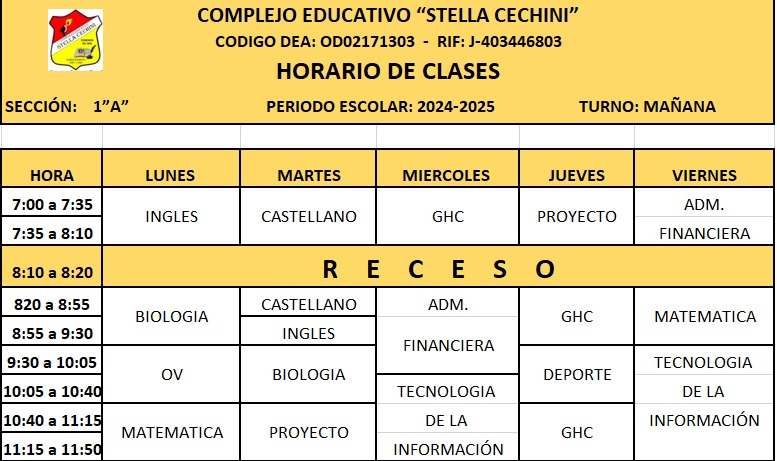 COMPLEJO EDUCATIVO “STELLA CECHINI”
CODIGO DEA: OD02171303 - RIF: J-403446803
HORARIO DE CLASES
SECCIÓN: 1”A” PERIODO ESCOLAR: 2024-2025 TURNO: MAÑANA
STELLA CECHINI
HORA LUNES MARTES MIERCOLES JUEVES VIERNES
7:00 a 7:35 ADM.
INGLES CASTELLANO GHC PROYECTO
7:35 a 8:10 FINANCIERA
8:10 a 8:20 R E C E S O
820 a 8:55 CASTELLANO ADM.
BIOLOGIA GHC MATEMATICA
8:55 a 9:30 INGLES
FINANCIERA
9:30 a 10:05 TECNOLOGIA
OV BIOLOGIA DEPORTE
10:05 a 10:40 TECNOLOGIA DE LA
10:40 a 11:15 DE LA INFORMACIÓN
MATEMATICA PROYECTO GHC
11:15 a 11:50 INFORMACIÓN